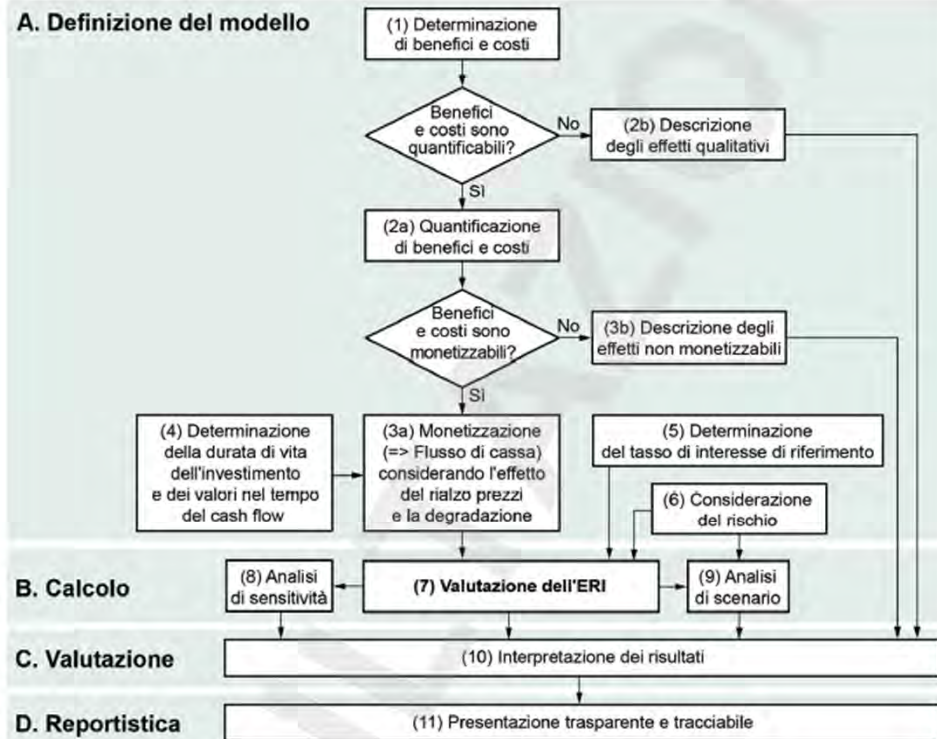 A. Definizione del modello
(1) Determinazione
di benefici e costi
Benefici
e costi sono
quantificabili?
No
(2b) Descrizione
degli effetti qualitativi
Sì
(2a) Quantificazione
di benefici e costi
Benefici
e costi sono
monetizzabili?
No
(3b) Descrizione degli
effetti non monetizzabili
Sì
(4) Determinazione
della durata di vita
dell'investimento
e dei valori nel tempo
del cash flow
(3a) Monetizzazione
(=> Flusso di cassa)
considerando l'effetto
del rialzo prezzi
e la degradazione
(5) Determinazione
del tasso di interesse di riferimento
(6) Considerazione
del rischio
B. Calcolo
(8) Analisi
di sensitività
(7) Valutazione dell'ERI
(9) Analisi
di scenario
C. Valutazione
(10) Interpretazione dei risultati
D. Reportistica
(11) Presentazione trasparente e tracciabile